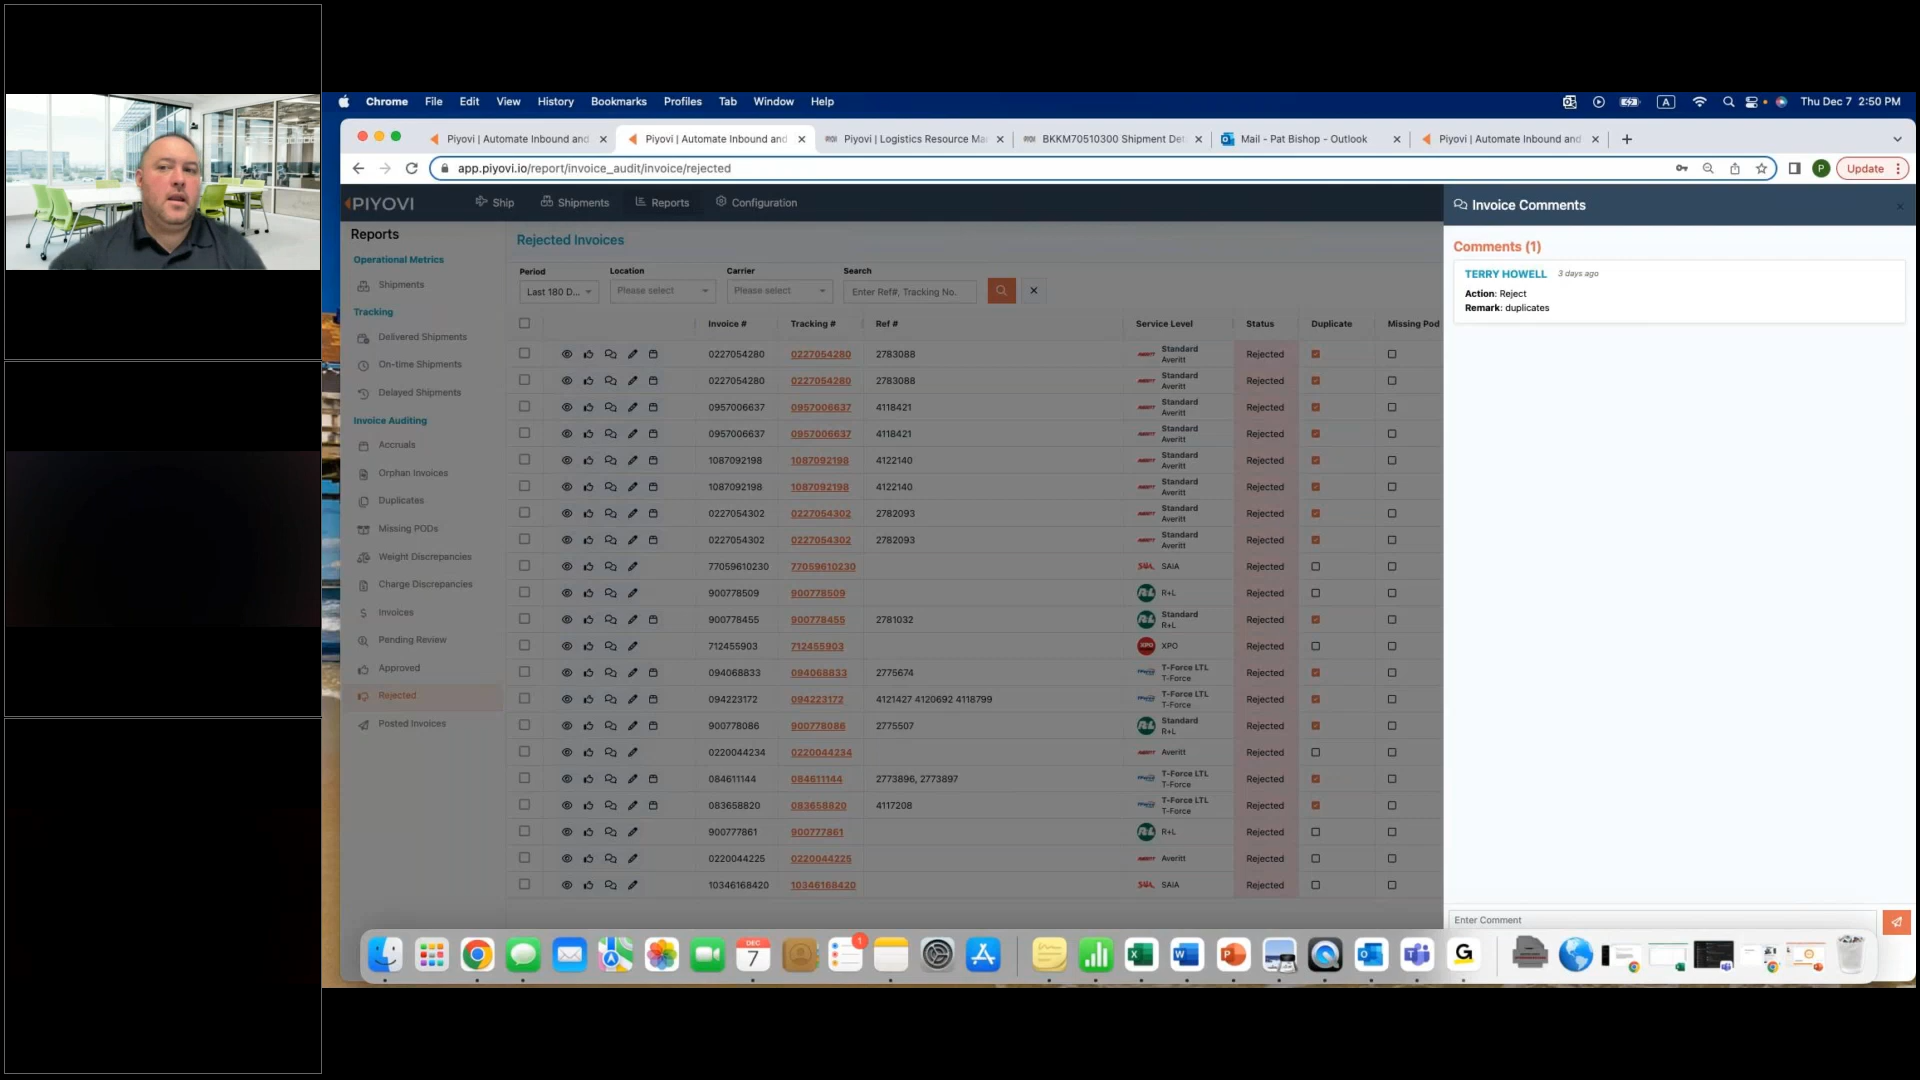 Chrome File Edit View History Bookmarks Profiles Tab Window Help
A Thu Dec 7 2:50 PM
Piyovi | Automate Inbound and
Piyovi | Automate Inbound and
Piyovi | Logistics Resource Ma
BKKM70510300 Shipment Det
Mail - Pat Bishop - Outlook
Piyovi | Automate Inbound and
app.piyovi.io/report/invoice_audit/invoice/rejected
P Update
PIYOVI Ship Shipments Reports Configuration
Reports
Operational Metrics
Shipments
Tracking
Delivered Shipments
On-time Shipments
Delayed Shipments
Invoice Auditing
Accruals
Orphan Invoices
Duplicates
Missing PODs
Weight Discrepancies
Charge Discrepancies
Invoices
Pending Review
Approved
Rejected
Posted Invoices
Rejected Invoices
Period Location Carrier Search
Last 180 D... Please select Please select Enter Ref#, Tracking No.
Invoice # Tracking # Ref # Service Level Status Duplicate Missing Pod
0227054280 0227054280 2783088 Standard Averitt Rejected
0227054280 0227054280 2783088 Standard Averitt Rejected
0957006637 0957006637 4118421 Standard Averitt Rejected
0957006637 0957006637 4118421 Standard Averitt Rejected
1087092198 1087092198 4122140 Standard Averitt Rejected
1087092198 1087092198 4122140 Standard Averitt Rejected
0227054302 0227054302 2782093 Standard Averitt Rejected
0227054302 0227054302 2782093 Standard Averitt Rejected
77059610230 77059610230 SAIA Rejected
900778509 900778509 R+L Rejected
900778455 900778455 2781032 Standard R+L Rejected
712455903 712455903 XPO Rejected
094068833 094068833 2775674 T-Force LTL T-Force Rejected
094223172 094223172 4121427 4120692 4118799 T-Force LTL T-Force Rejected
900778086 900778086 2775507 Standard R+L Rejected
0220044234 0220044234 Averitt Rejected
084611144 084611144 2773896, 2773897 T-Force LTL T-Force Rejected
083658820 083658820 4117208 T-Force LTL T-Force Rejected
900777861 900777861 R+L Rejected
0220044225 0220044225 Averitt Rejected
10346168420 10346168420 SAIA Rejected
Invoice Comments
Comments (1)
TERRY HOWELL 3 days ago
Action: Reject
Remark: duplicates
Enter Comment
DEC
7
1